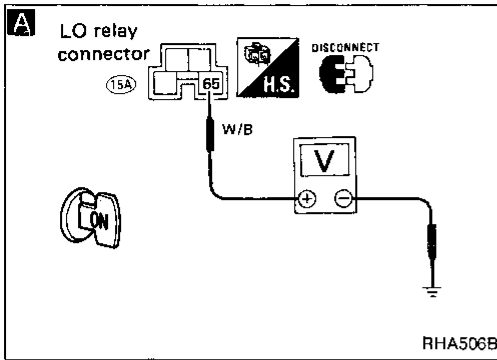 A
LO relay
connector
15A
65
H.S.
DISCONNECT
W/B
V
+ −
ON
RHA506B